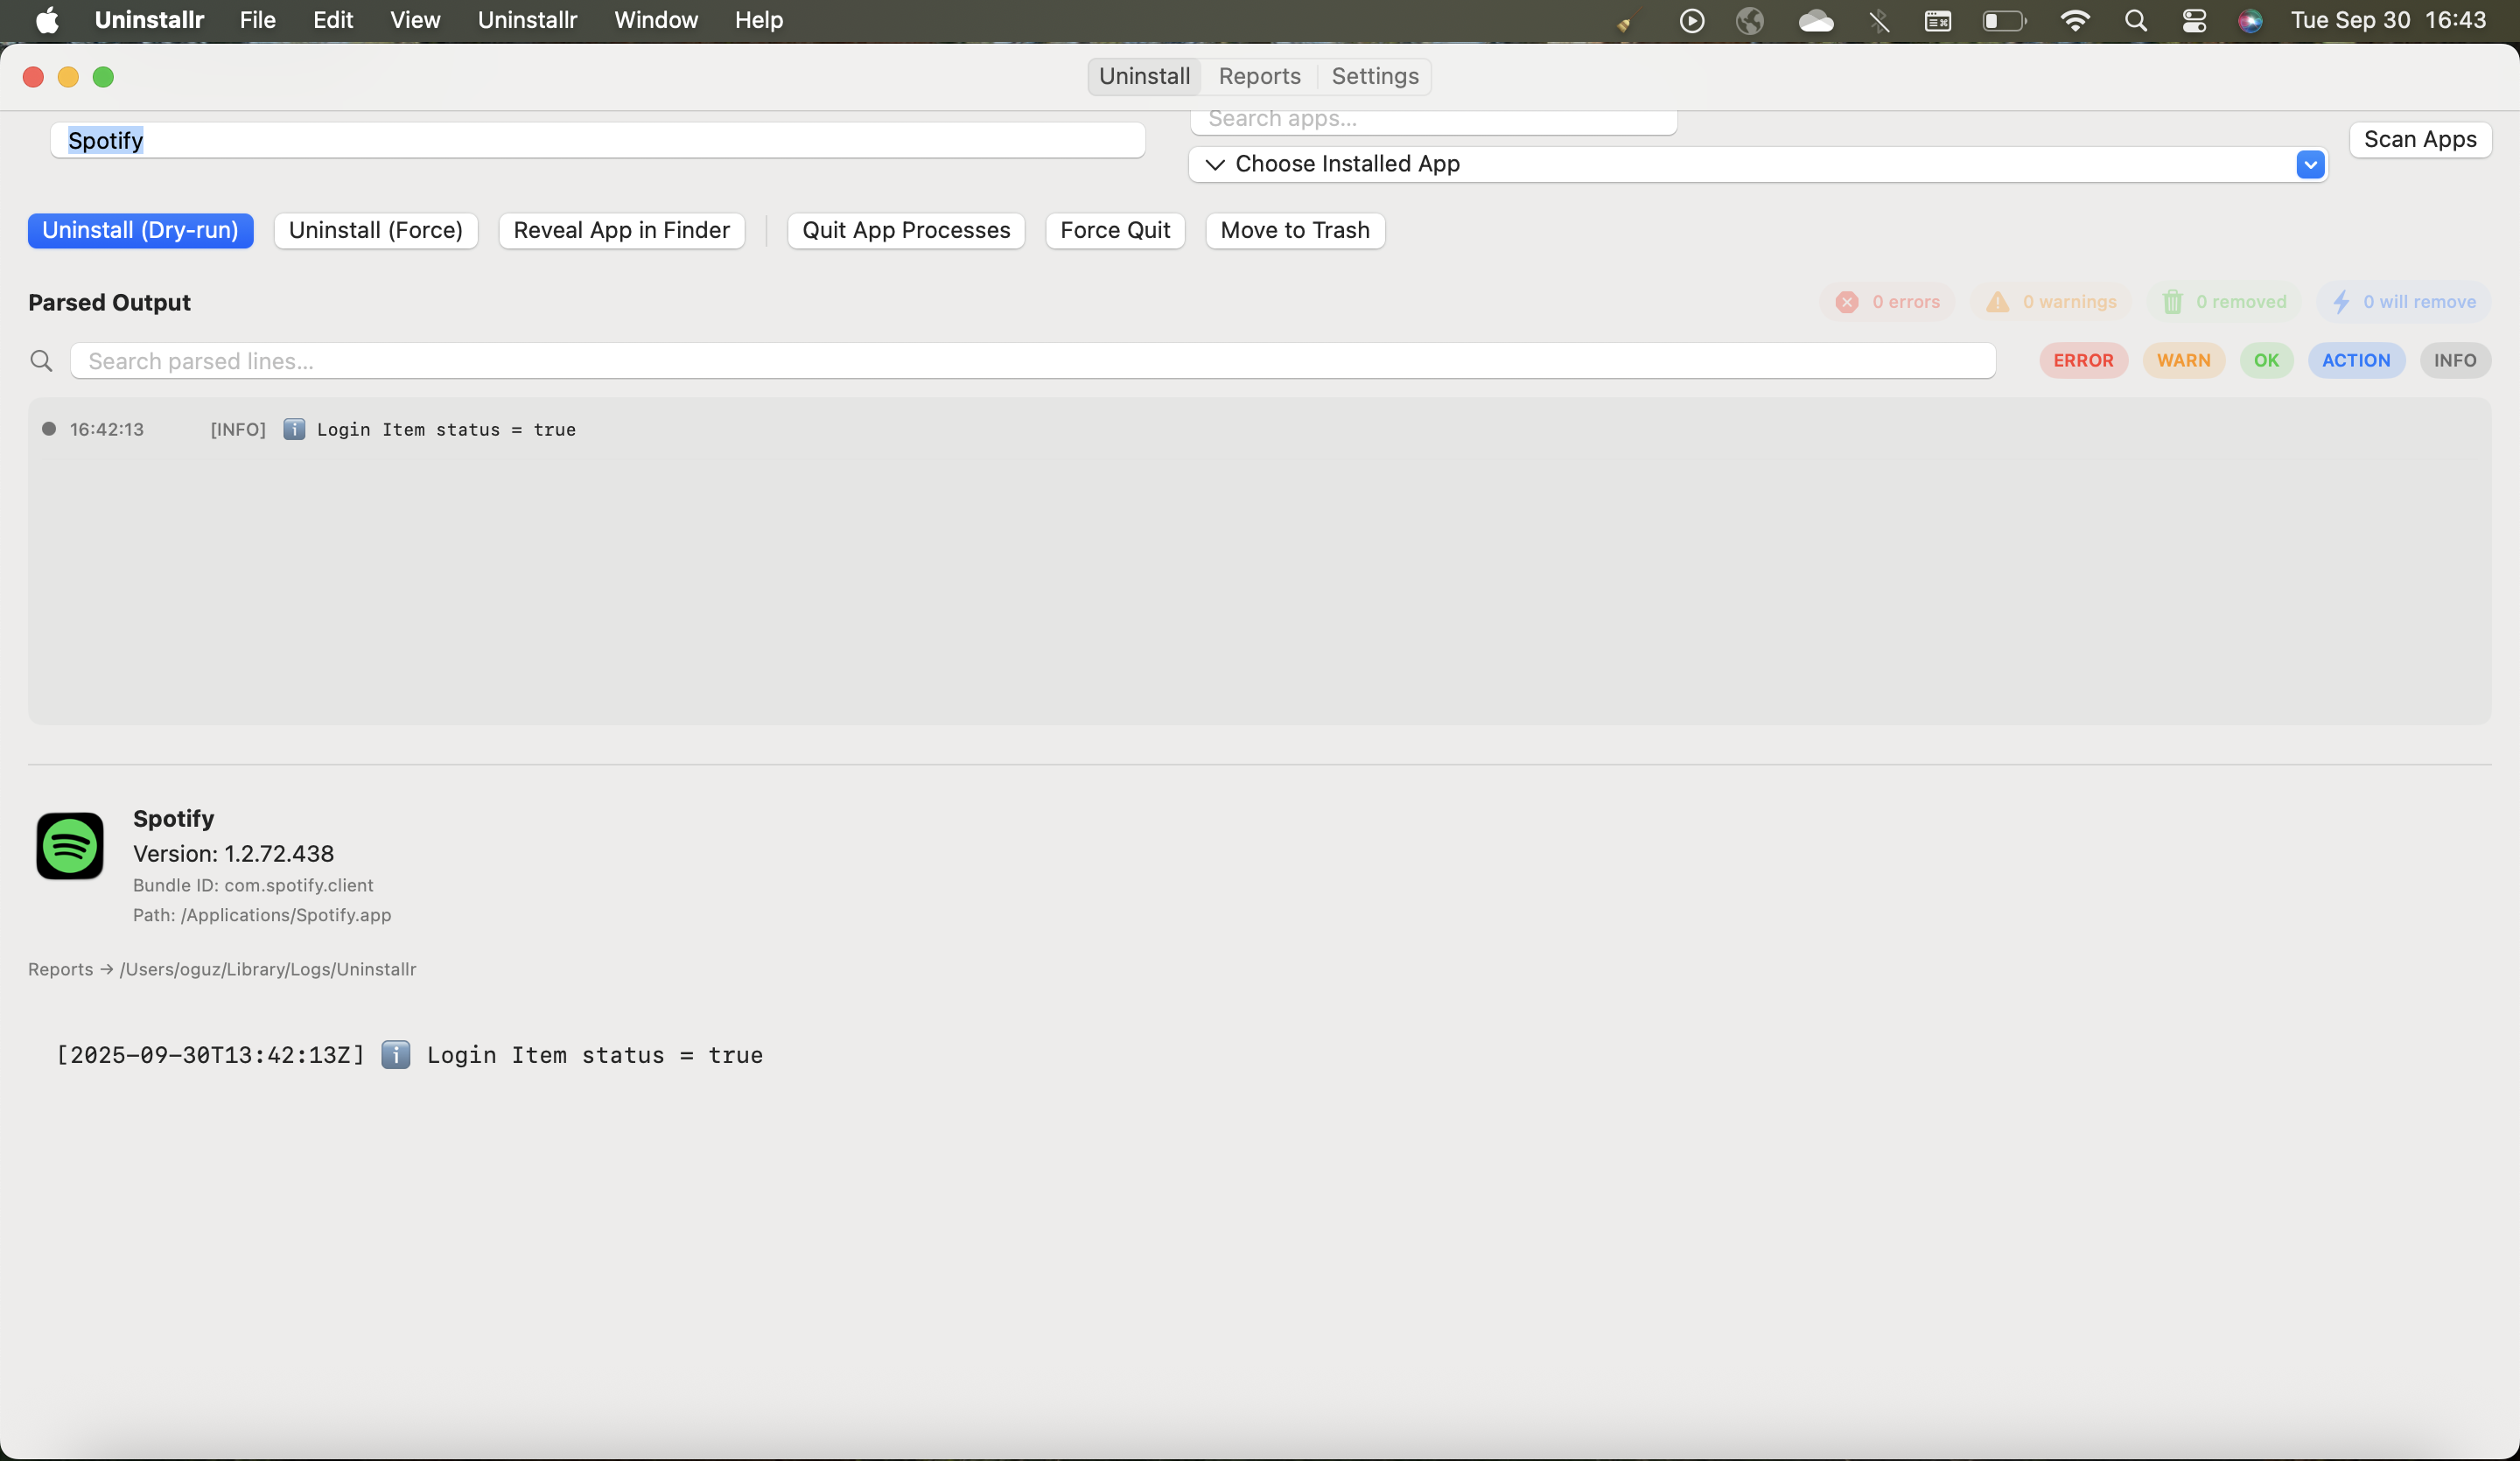 Uninstallr File Edit View Uninstallr Window Help Tue Sep 30 16:43
Uninstall Reports Settings
Search apps...
Spotify
Scan Apps
Choose Installed App
Uninstall (Dry-run) Uninstall (Force) Reveal App in Finder Quit App Processes Force Quit Move to Trash
Parsed Output 0 errors 0 warnings 0 removed 0 will remove
Search parsed lines... ERROR WARN OK ACTION INFO
16:42:13 [INFO] ℹ️ Login Item status = true
Spotify
Version: 1.2.72.438
Bundle ID: com.spotify.client
Path: /Applications/Spotify.app
Reports → /Users/oguz/Library/Logs/Uninstallr
[2025-09-30T13:42:13Z] ℹ️ Login Item status = true